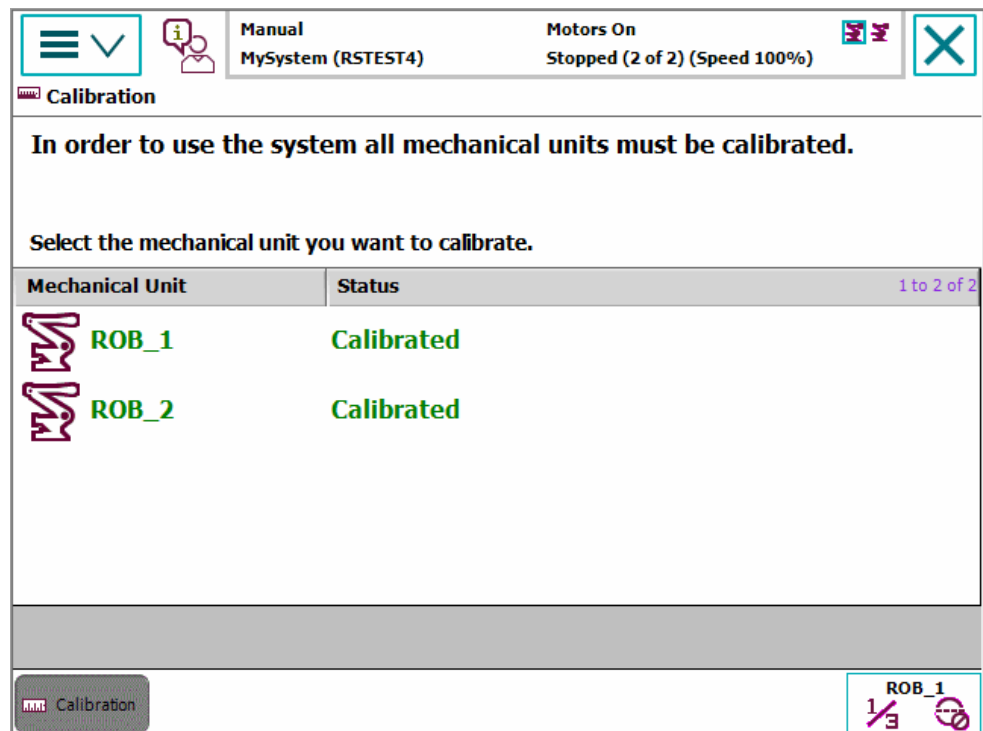 i
Manual
Motors On
MySystem (RSTEST4)
Stopped (2 of 2) (Speed 100%)
Calibration
In order to use the system all mechanical units must be calibrated.
Select the mechanical unit you want to calibrate.
Mechanical Unit Status 1 to 2 of 2
ROB_1 Calibrated
ROB_2 Calibrated
Calibration
ROB_1
1/3